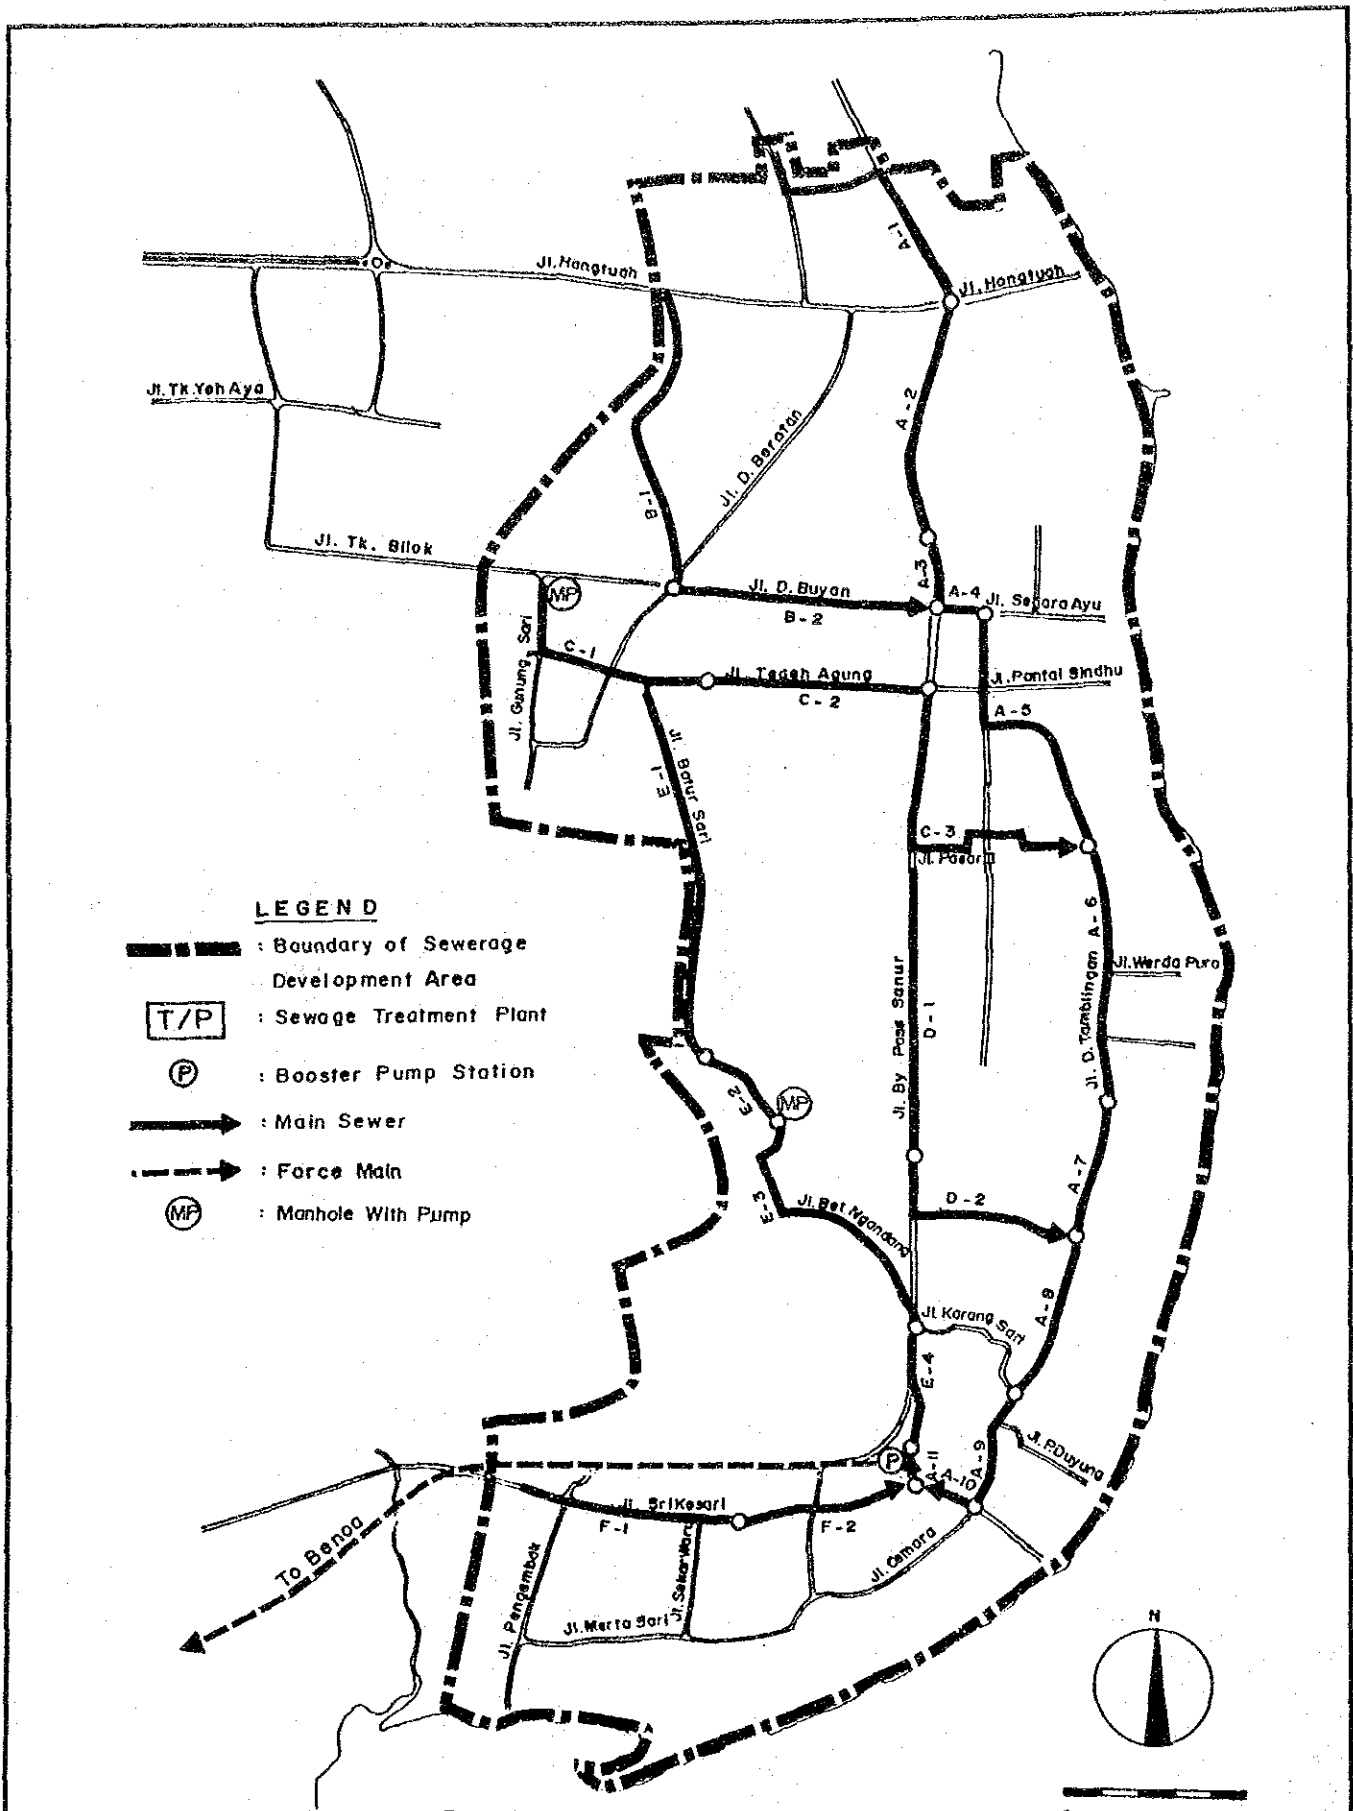 A-1
Jl. Hangtuah
Jl. Hangtuah
Jl. Tk. Yeh Aya
A-2
Jl. D. Beratan
B-1
Jl. Tk. Bilok
A-3
MP
Jl. D. Buyan
B-2
A-4
Jl. Segara Ayu
Jl. Gunung Sari
C-1
Jl. Tegeh Agung
C-2
Jl. Pantai Sindhu
A-5
Jl. Batur Sari
E-1
C-3
Jl. Pasar
A-6
LEGEND
: Boundary of Sewerage
Development Area
T/P
: Sewage Treatment Plant
P
: Booster Pump Station
: Main Sewer
: Force Main
MP
: Manhole With Pump
Jl. Werda Pura
Jl. By Pass Sanur
D-1
Jl. D. Tamblingan
E-2
MP
A-7
E-3
Jl. Bet Ngandang
D-2
A-8
Jl. Karang Sari
E-4
Jl. P. Duyung
A-9
P
A-11
A-10
Jl. Sri Kesari
F-1
F-2
To Benoa
Jl. Pengembak
Jl. Sekar Waru
Jl. Cemara
Jl. Merta Sari
N